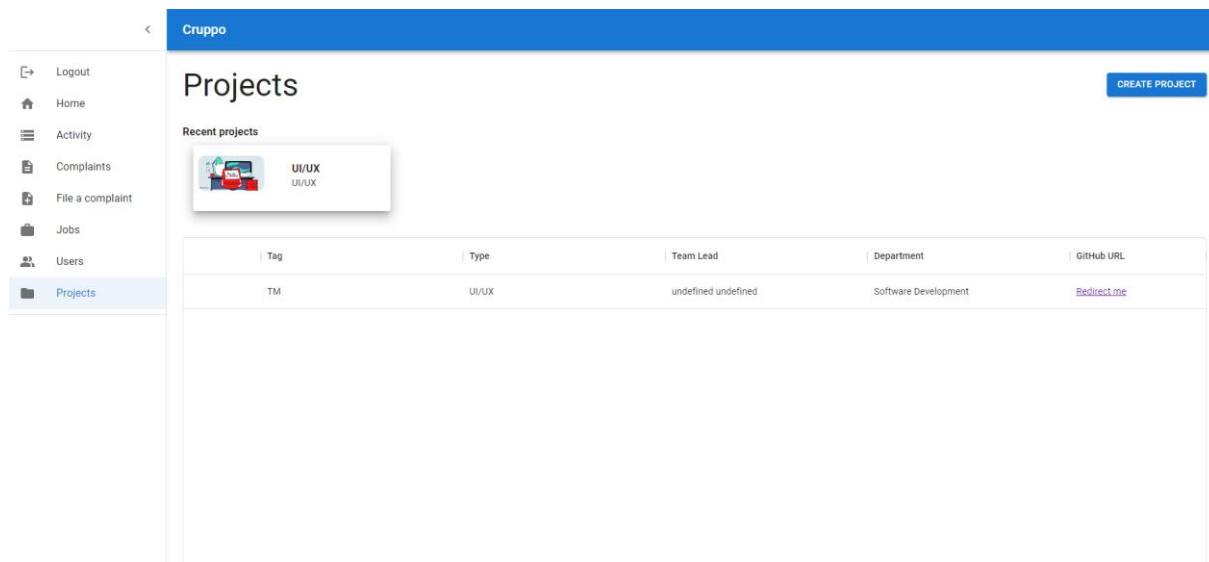 Cruppo
Logout
Home
Activity
Complaints
File a complaint
Jobs
Users
Projects
Projects
CREATE PROJECT
Recent projects
UI/UX
UI/UX
Tag Type Team Lead Department GitHub URL
TM UI/UX undefined undefined Software Development Redirect me